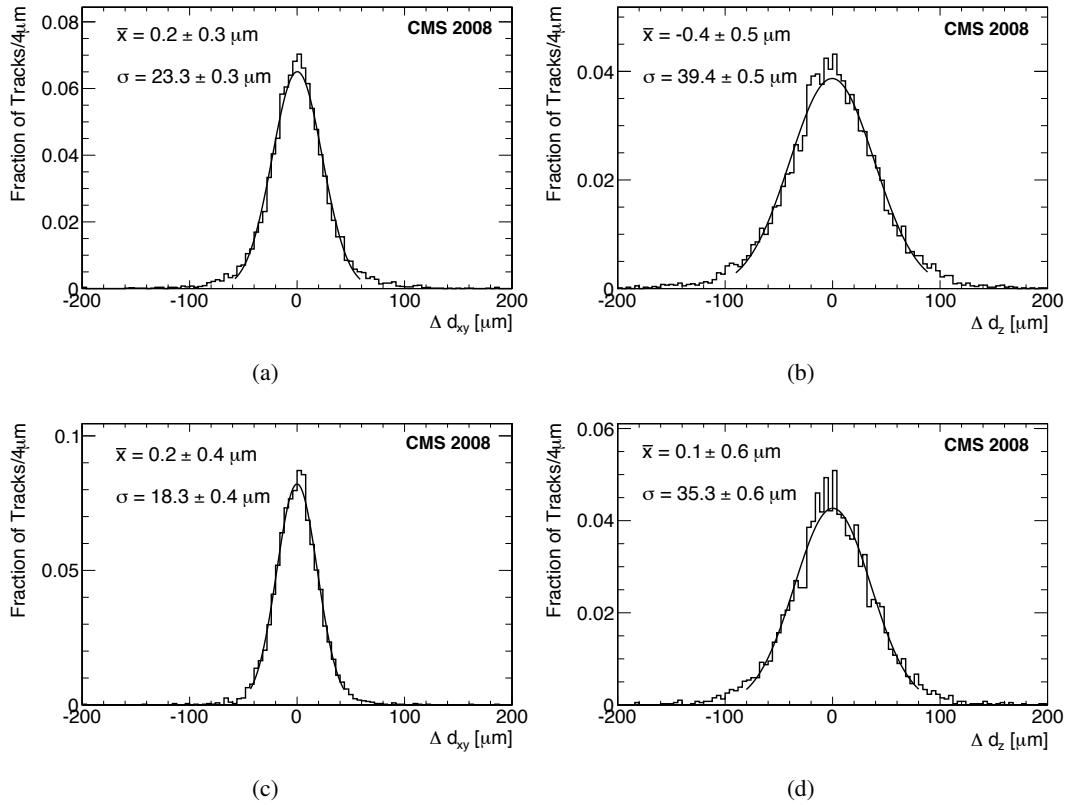 CMS 2008
x̄ = 0.2 ± 0.3 μm
σ = 23.3 ± 0.3 μm
Fraction of Tracks/4μm
0.08
0.06
0.04
0.02
0
-200 -100 0 100 200
Δ d_xy [μm]
(a)
CMS 2008
x̄ = -0.4 ± 0.5 μm
σ = 39.4 ± 0.5 μm
Fraction of Tracks/4μm
0.04
0.02
0
-200 -100 0 100 200
Δ d_z [μm]
(b)
CMS 2008
x̄ = 0.2 ± 0.4 μm
σ = 18.3 ± 0.4 μm
Fraction of Tracks/4μm
0.1
0.05
0
-200 -100 0 100 200
Δ d_xy [μm]
(c)
CMS 2008
x̄ = 0.1 ± 0.6 μm
σ = 35.3 ± 0.6 μm
Fraction of Tracks/4μm
0.06
0.04
0.02
0
-200 -100 0 100 200
Δ d_z [μm]
(d)